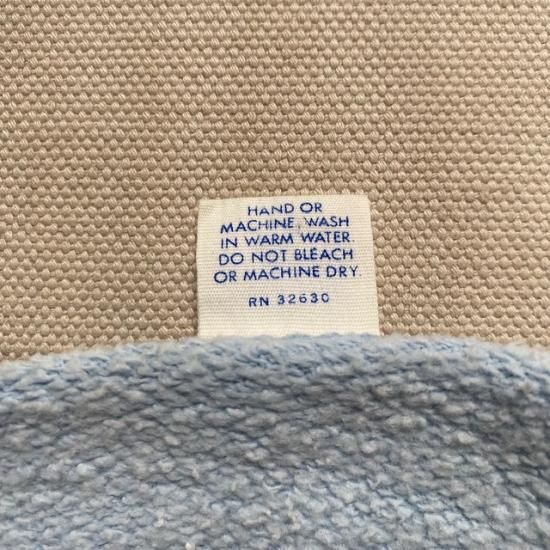 HAND OR
MACHINE WASH
IN WARM WATER.
DO NOT BLEACH
OR MACHINE DRY
RN 32630